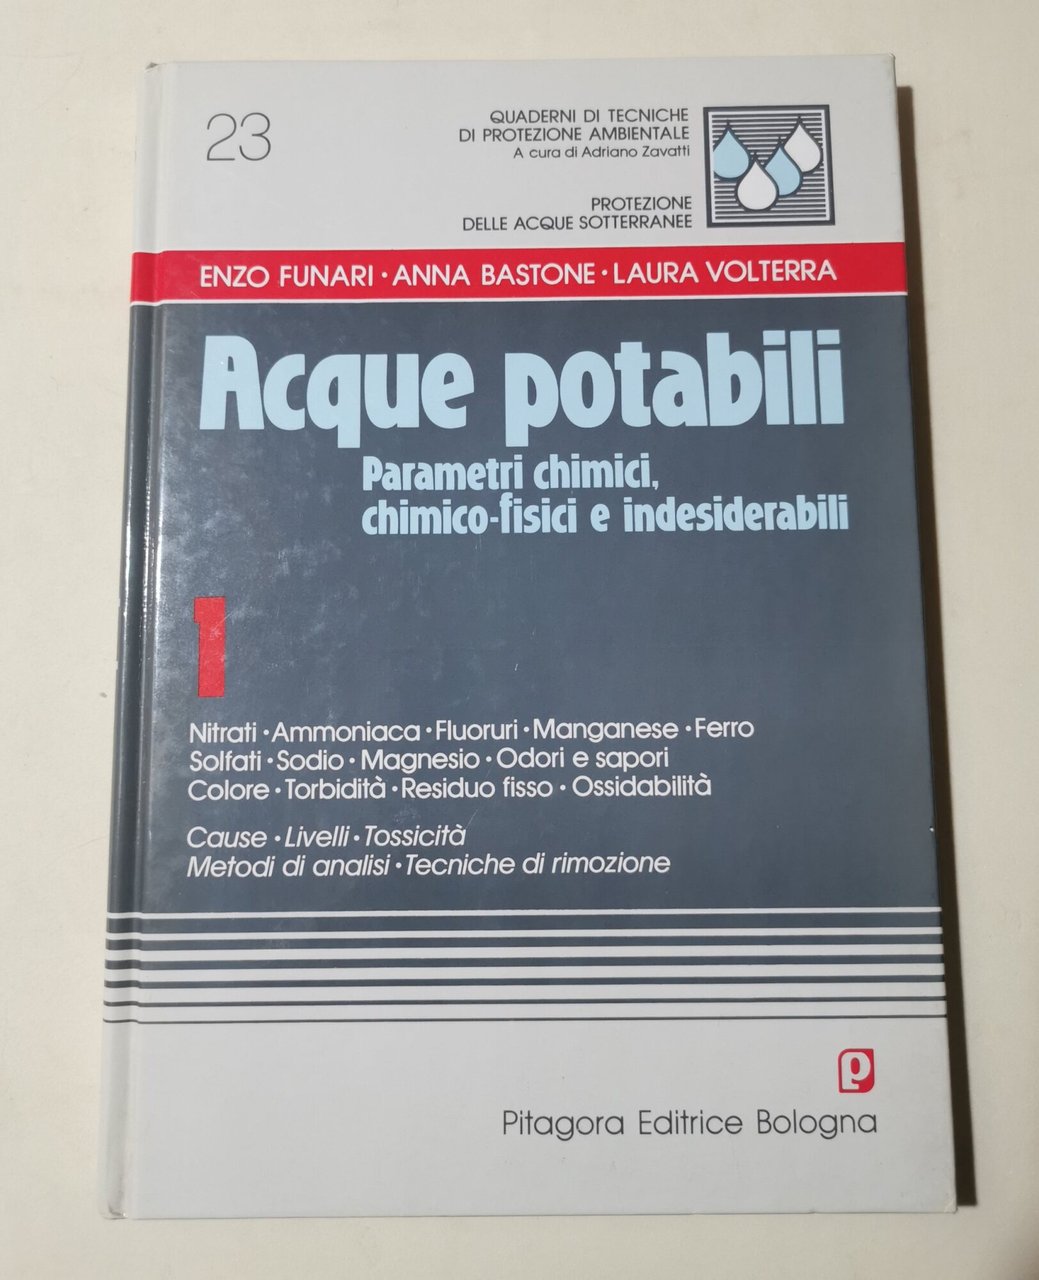 23
QUADERNI DI TECNICHE
DI PROTEZIONE AMBIENTALE
A cura di Adriano Zavatti
PROTEZIONE
DELLE ACQUE SOTTERRANEE
ENZO FUNARI • ANNA BASTONE • LAURA VOLTERRA
Acque potabili
Parametri chimici,
chimico-fisici e indesiderabili
1
Nitrati • Ammoniaca • Fluoruri • Manganese • Ferro
Solfati • Sodio • Magnesio • Odori e sapori
Colore • Torbidità • Residuo fisso • Ossidabilità
Cause • Livelli • Tossicità
Metodi di analisi • Tecniche di rimozione
P
Pitagora Editrice Bologna